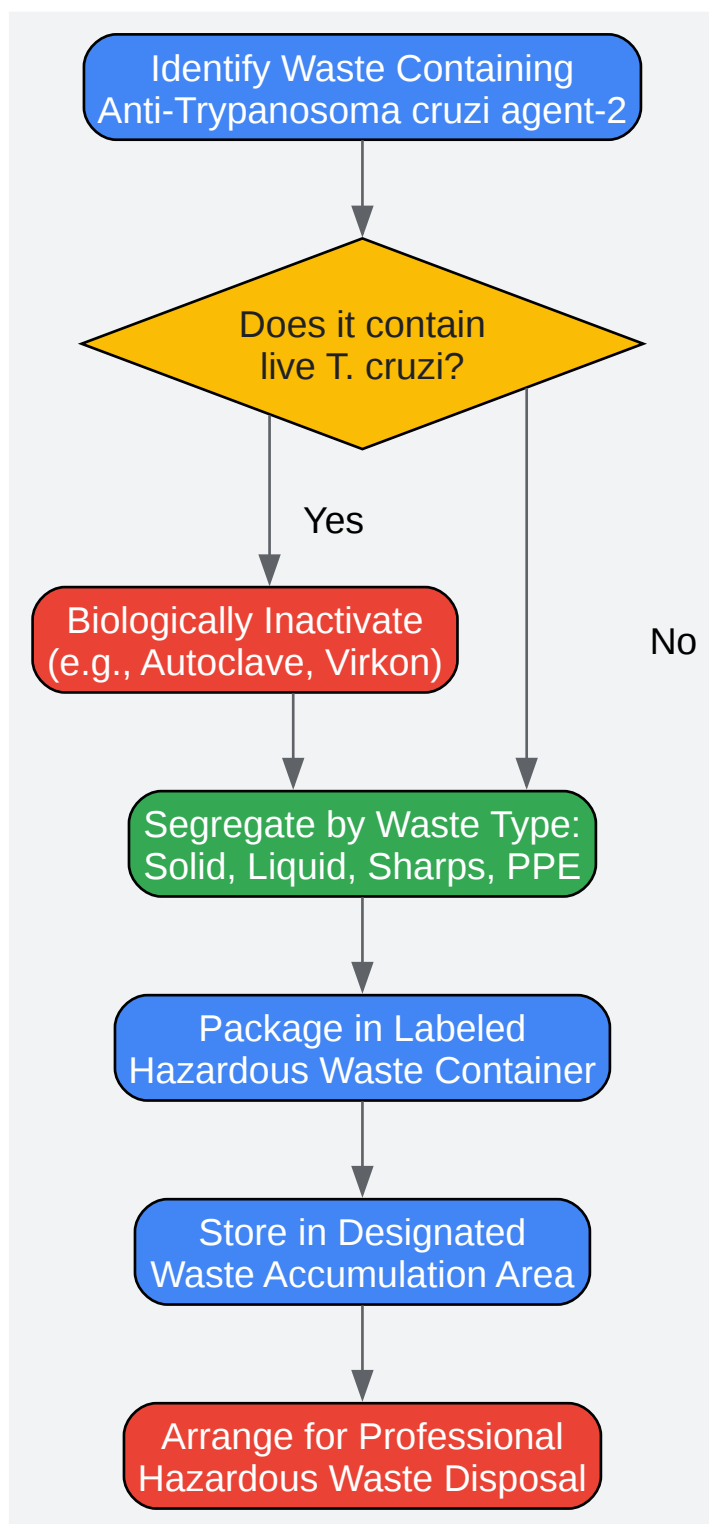 Identify Waste Containing
Anti-Trypanosoma cruzi agent-2
Does it contain
live T. cruzi?
Yes
Biologically Inactivate
(e.g., Autoclave, Virkon)
No
Segregate by Waste Type:
Solid, Liquid, Sharps, PPE
Package in Labeled
Hazardous Waste Container
Store in Designated
Waste Accumulation Area
Arrange for Professional
Hazardous Waste Disposal